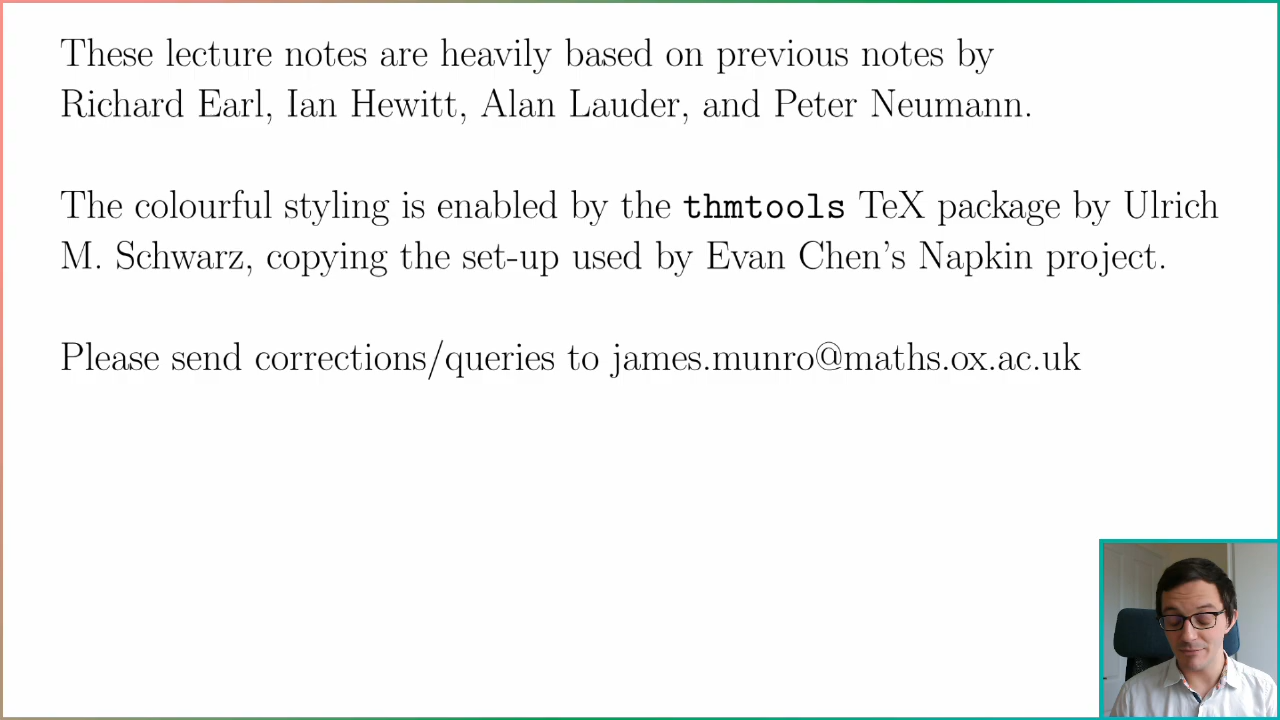 These lecture notes are heavily based on previous notes by
Richard Earl, Ian Hewitt, Alan Lauder, and Peter Neumann.
The colourful styling is enabled by the thmtools TeX package by Ulrich
M. Schwarz, copying the set-up used by Evan Chen's Napkin project.
Please send corrections/queries to james.munro@maths.ox.ac.uk